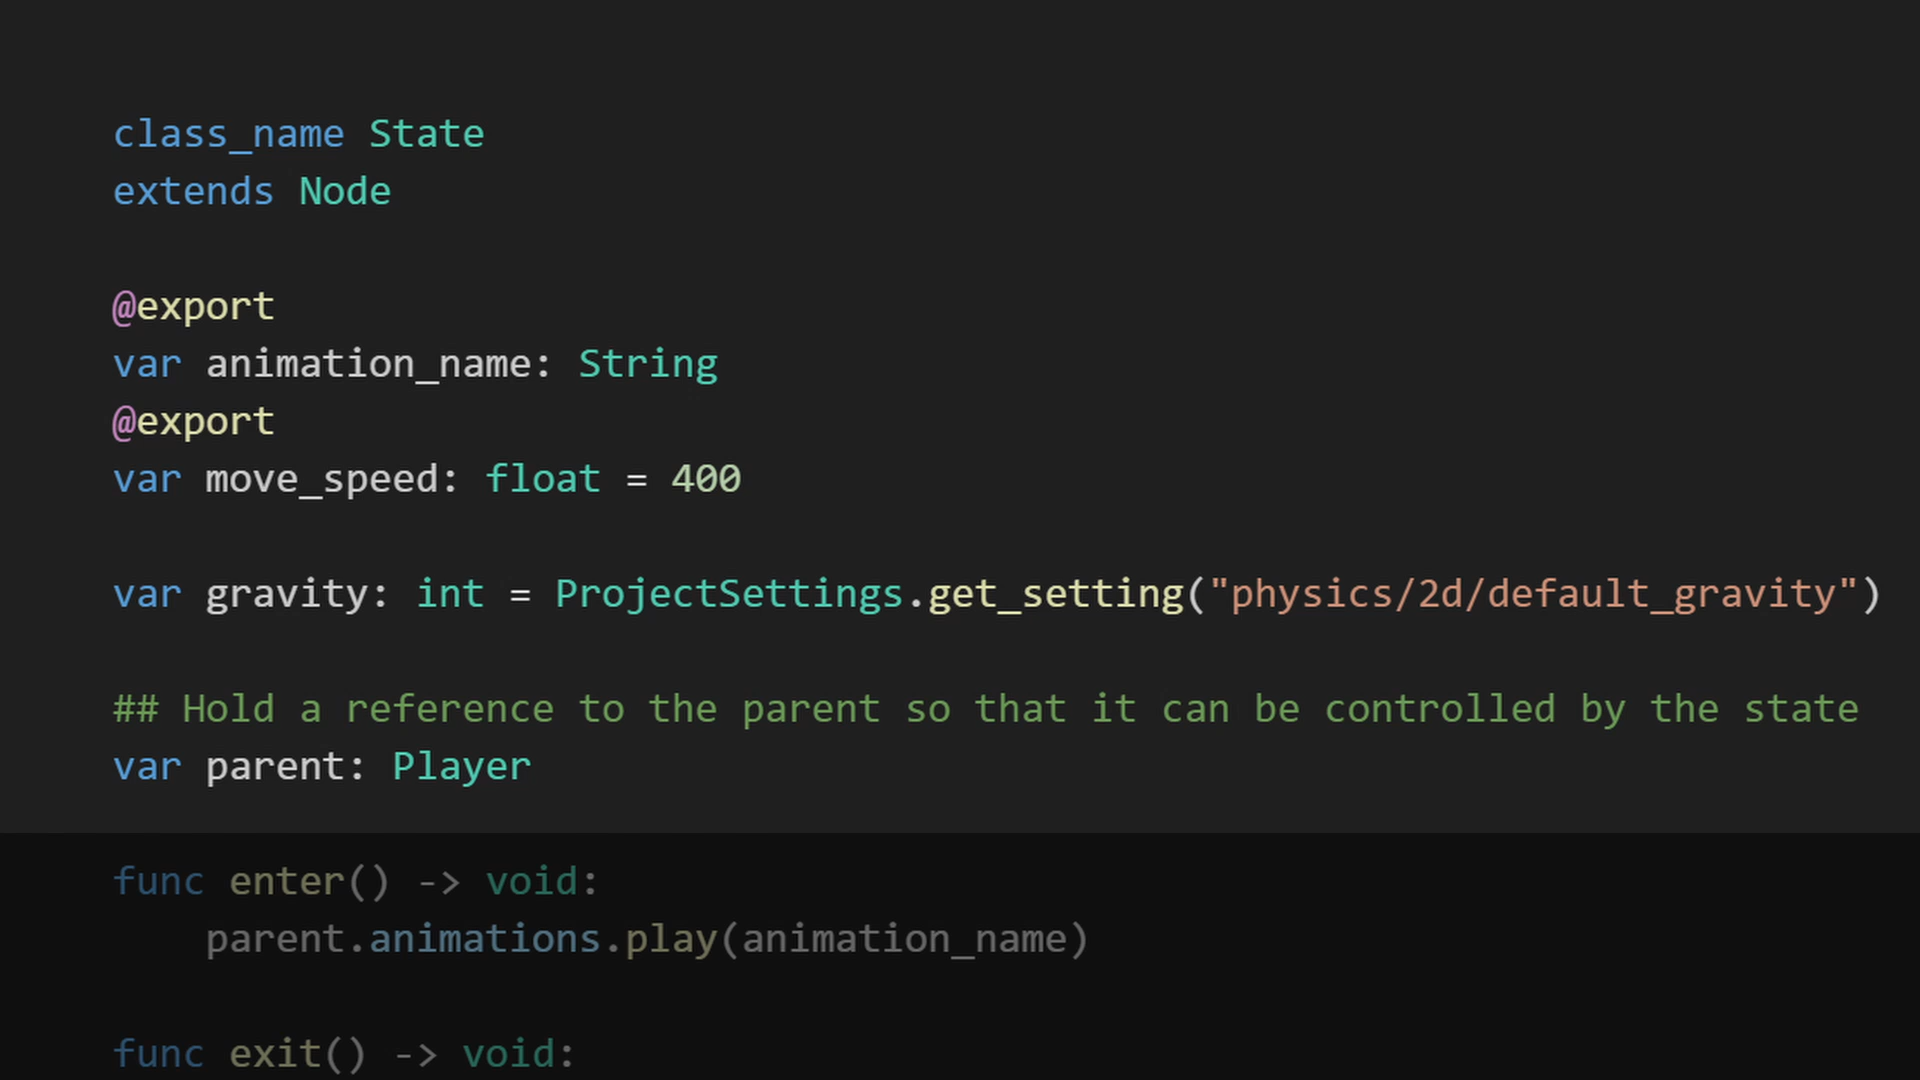 class_name State
extends Node
@export
var animation_name: String
@export
var move_speed: float = 400
var gravity: int = ProjectSettings.get_setting("physics/2d/default_gravity")
## Hold a reference to the parent so that it can be controlled by the state
var parent: Player
func enter() -> void:
    parent.animations.play(animation_name)
func exit() -> void: